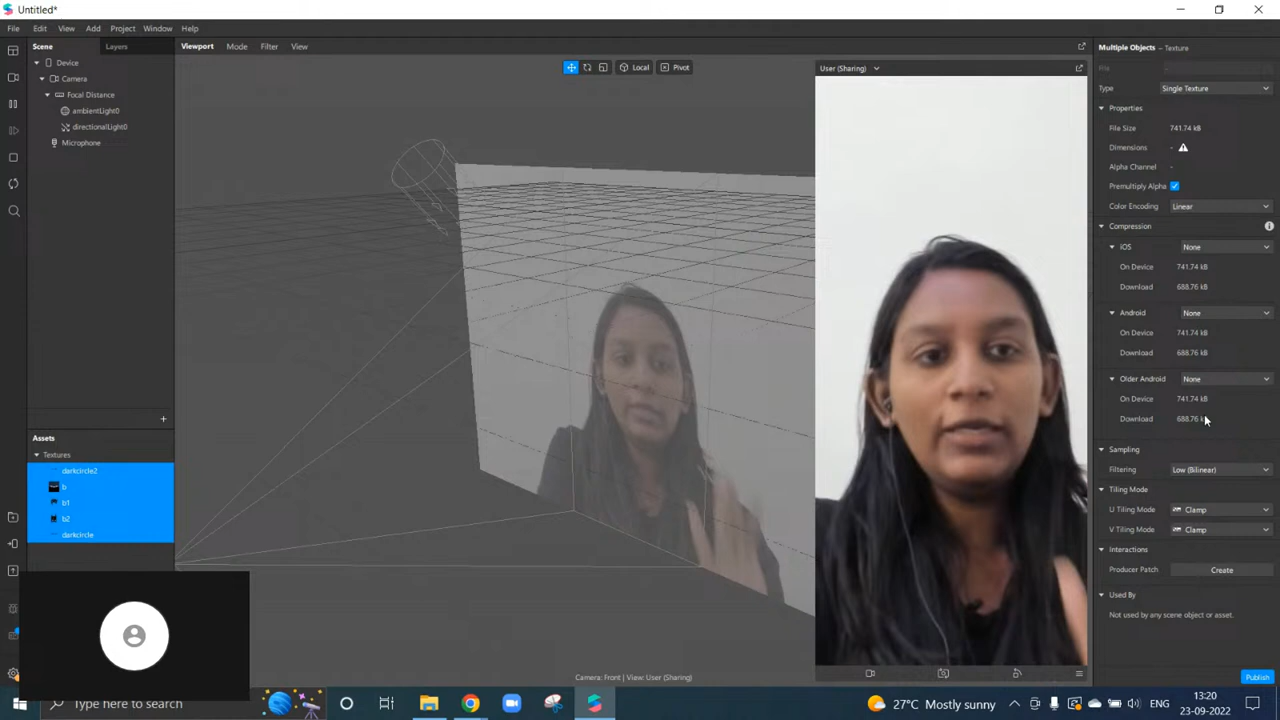 Untitled*
File Edit View Add Project Window Help
Scene Layers
Viewport Mode Filter View
Multiple Objects – Texture
Device
Camera
Focal Distance
ambientLight0
directionalLight0
Microphone
Local Pivot
User (Sharing)
File -
Type Single Texture
Properties
File Size 741.74 kB
Dimensions -
Alpha Channel -
Premultiply Alpha
Color Encoding Linear
Compression
iOS None
On Device 741.74 kB
Download 688.76 kB
Android None
On Device 741.74 kB
Download 688.76 kB
Older Android None
On Device 741.74 kB
Download 688.76 k
Sampling
Filtering Low (Bilinear)
Tiling Mode
U Tiling Mode Clamp
V Tiling Mode Clamp
Interactions
Producer Patch Create
Used By
Not used by any scene object or asset.
Assets
Textures
darkcircle2
b
b1
b2
darkcircle
Camera: Front | View: User (Sharing)
Publish
Type here to search
27°C Mostly sunny
ENG
13:20
23-09-2022